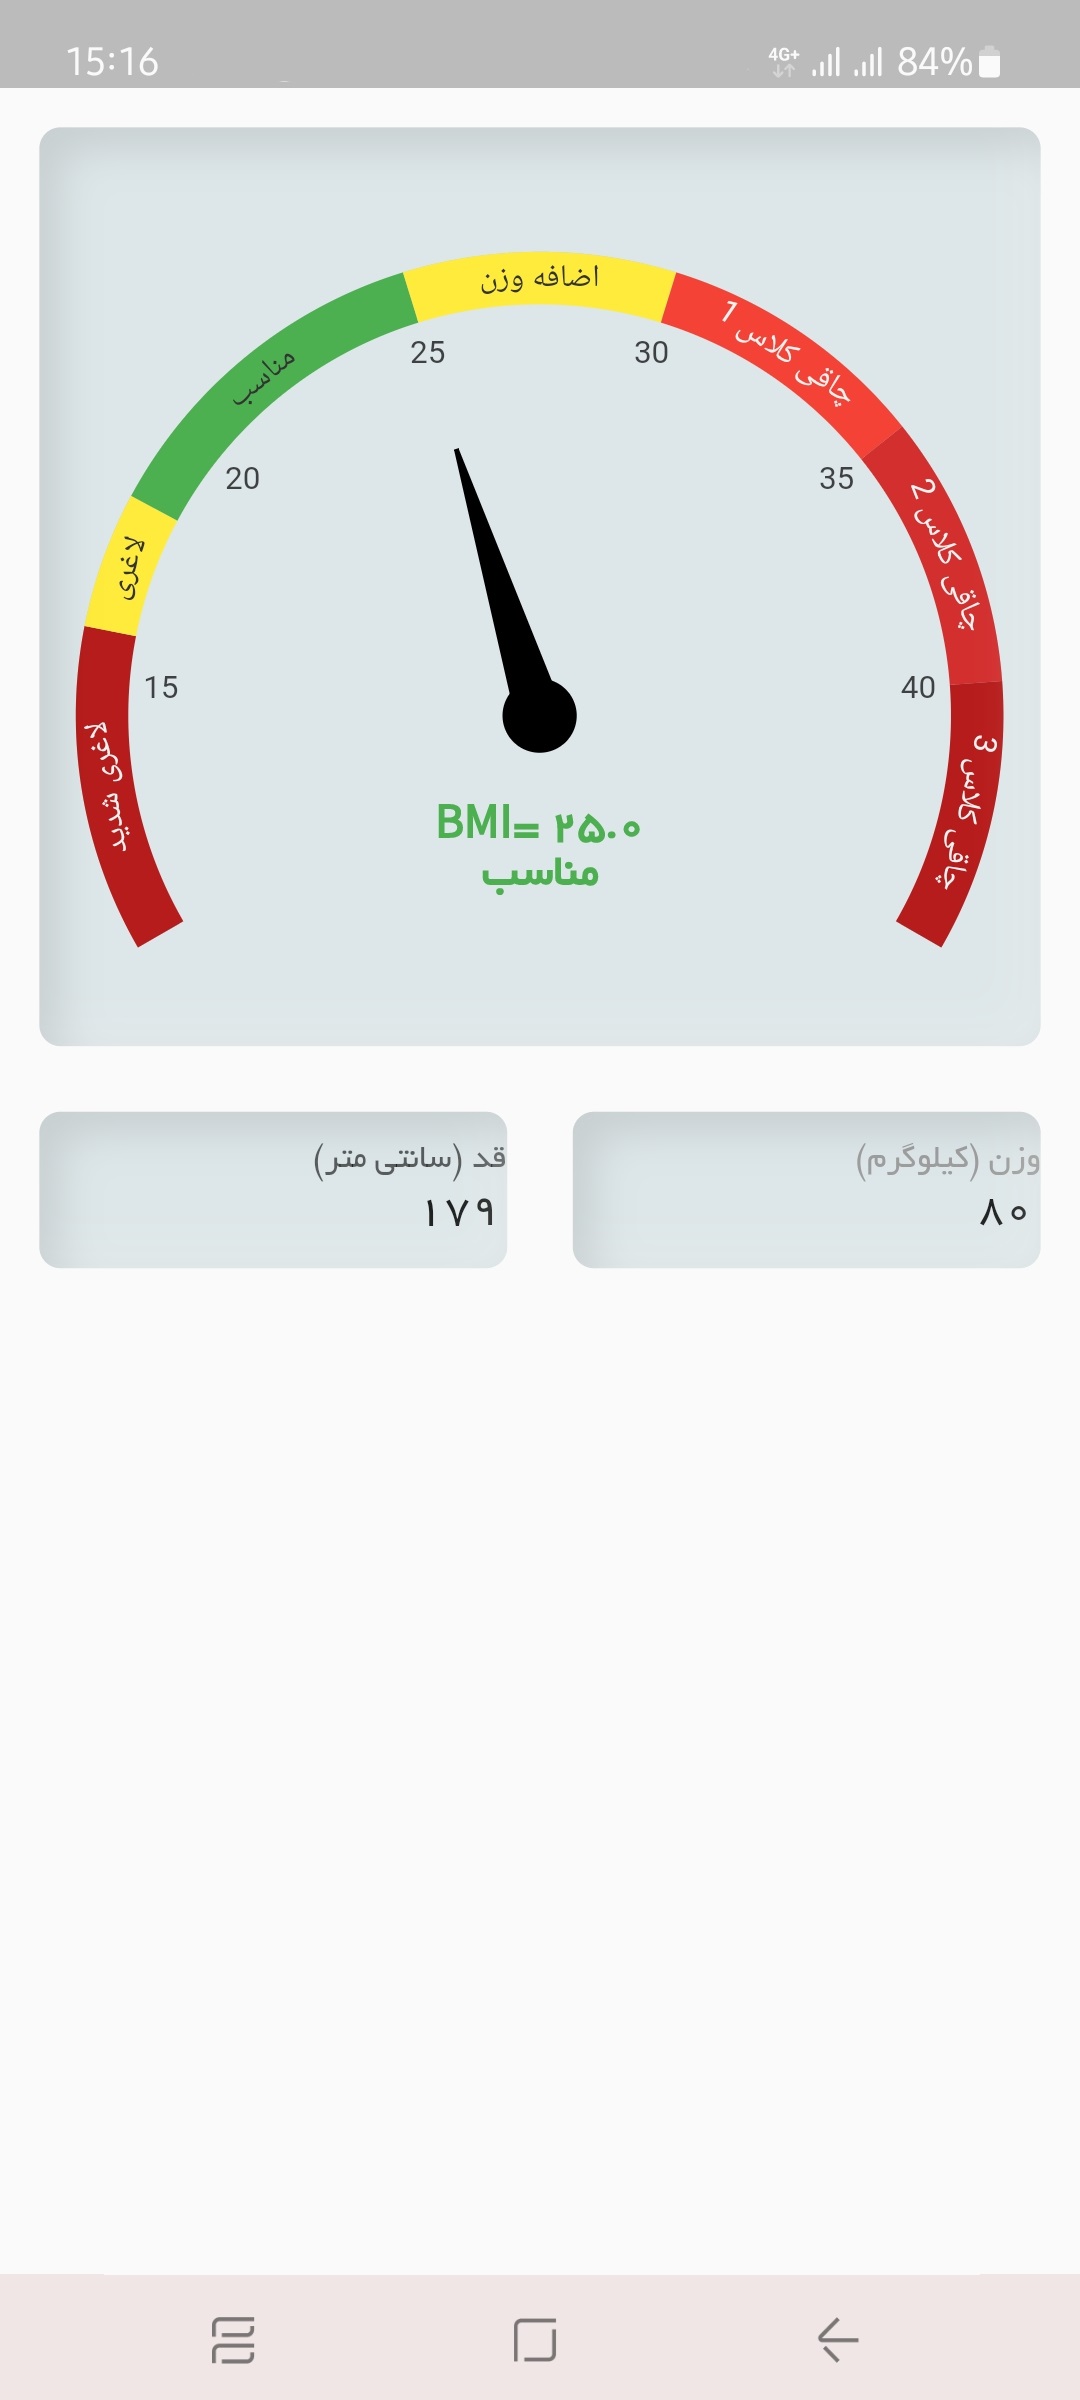 15:16
4G+
84%
اضافه وزن
مناسب
چاقی کلاس 1
25
30
20
35
لاغری
چاقی کلاس 2
15
40
لاغری شدید
چاقی کلاس 3
BMI= ۲۵.۰
مناسب
وزن (کیلوگرم)
۸۰
قد (سانتی متر)
۱۷۹